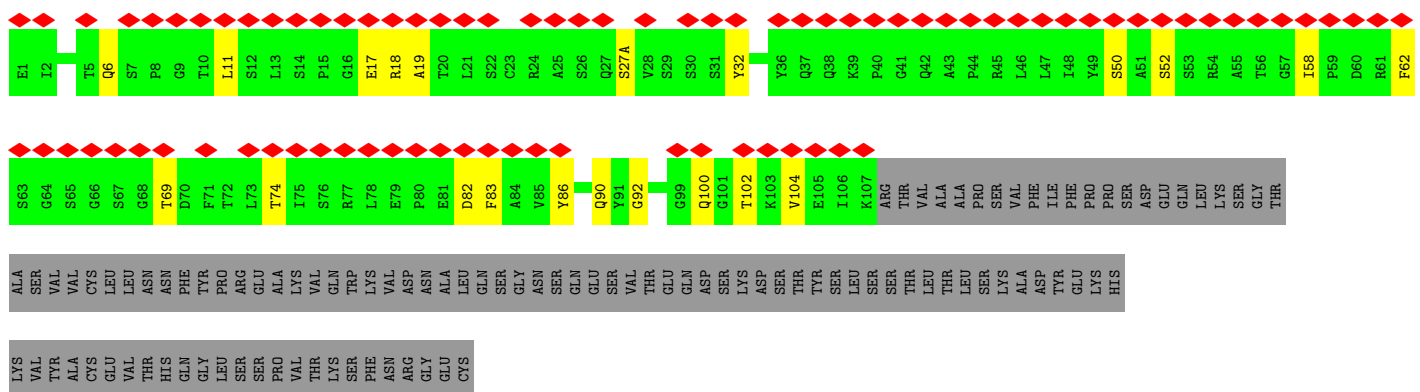 E1 I2 T5 Q6 S7 P8 G9 T10 L11 S12 L13 S14 P15 G16 E17 R18 A19 T20 L21 S22 C23 R24 A25 S26 Q27 S27A V28 S29 S30 S31 Y32 Y36 Q37 Q38 K39 P40 G41 Q42 A43 P44 R45 L46 L47 I48 Y49 S50 A51 S52 S53 R54 A55 T56 G57 I58 P59 D60 R61 F62
S63 G64 S65 G66 S67 G68 T69 D70 F71 T72 L73 T74 I75 S76 R77 L78 E79 P80 E81 D82 F83 A84 V85 Y86 Q90 Y91 G92 G99 Q100 G101 T102 K103 V104 E105 I106 K107 ARG THR VAL ALA ALA PRO SER VAL PHE ILE PHE PRO PRO SER ASP GLU GLN LEU LYS SER GLY THR
ALA SER VAL VAL CYS LEU LEU ASN ASN PHE TYR PRO ARG GLU ALA LYS VAL GLN TRP LYS VAL ASP ASN ALA LEU GLN SER GLY ASN SER GLN GLU SER VAL THR GLU GLN ASP SER LYS ASP SER THR TYR SER LEU SER SER THR LEU THR LEU SER LYS ALA ASP TYR GLU LYS HIS
LYS VAL TYR ALA CYS GLU VAL THR HIS GLN GLY LEU SER SER PRO VAL THR LYS SER PHE ASN ARG GLY GLU CYS